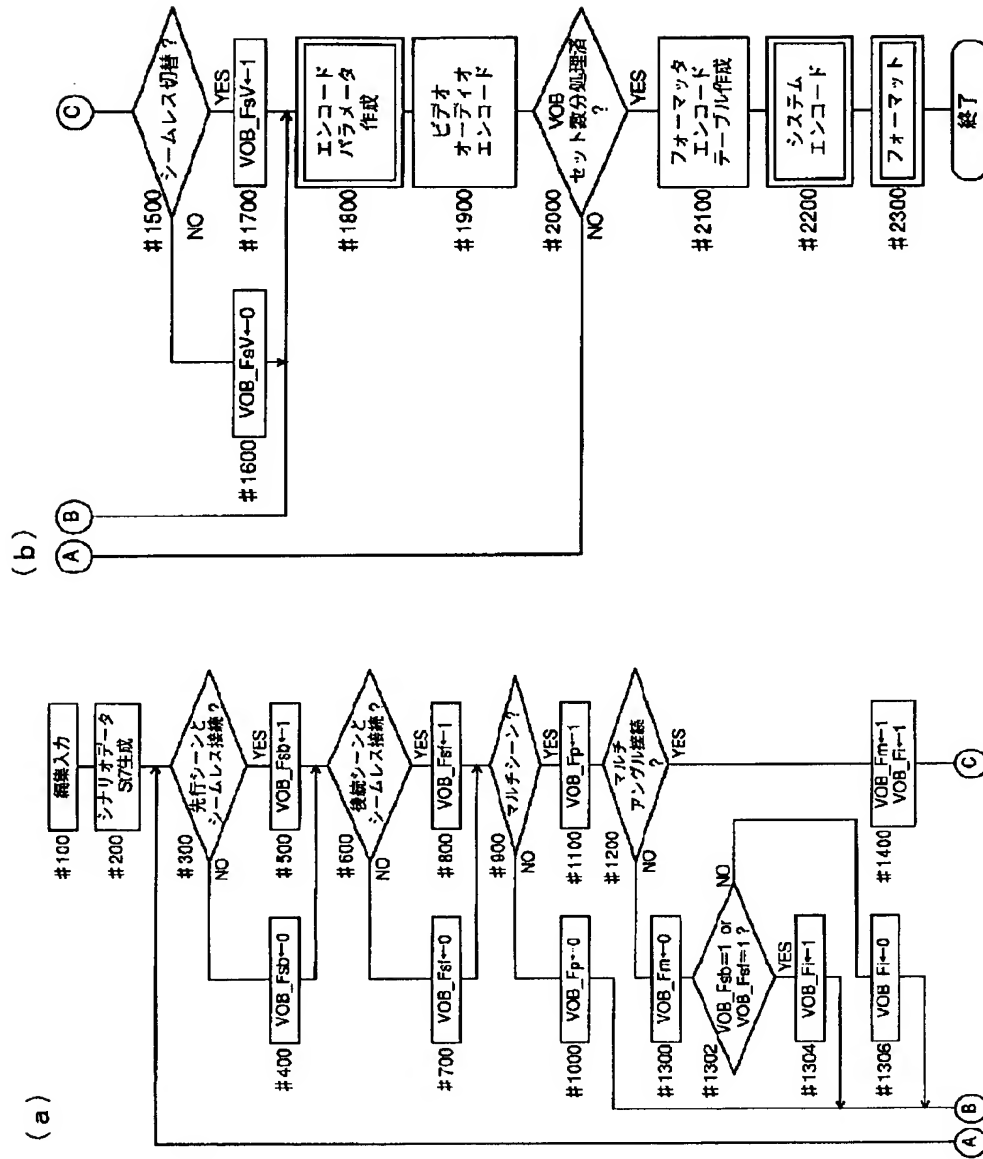 (a)
#100
編集入力
#200
シナリオデータ
St7生成
#300
先行シーンと
シームレス接続?
NO
YES
#400
VOB_Fsb←0
#500
VOB_Fsb←1
#600
後続シーンと
シームレス接続?
NO
YES
#700
VOB_Fsf←0
#800
VOB_Fsf←1
#900
マルチシーン?
NO
YES
#1000
VOB_Fp←0
#1100
VOB_Fp←1
#1200
マルチ
アングル接続
?
NO
YES
#1300
VOB_Fm←0
#1302
VOB_Fsb=1 or
VOB_Fsf=1?
NO
YES
#1304
VOB_Fi←1
#1306
VOB_Fi←0
#1400
VOB_Fm←1
VOB_Fi←1
A
B
C
(b)
A
B
C
#1500
シームレス切替?
NO
YES
#1600
VOB_FsV←0
#1700
VOB_FsV←1
#1800
エンコード
パラメータ
作成
#1900
ビデオ
オーディオ
エンコード
#2000
VOB
セット数分処理済
?
NO
YES
#2100
フォーマッタ
エンコード
テーブル作成
#2200
システム
エンコード
#2300
フォーマット
終了